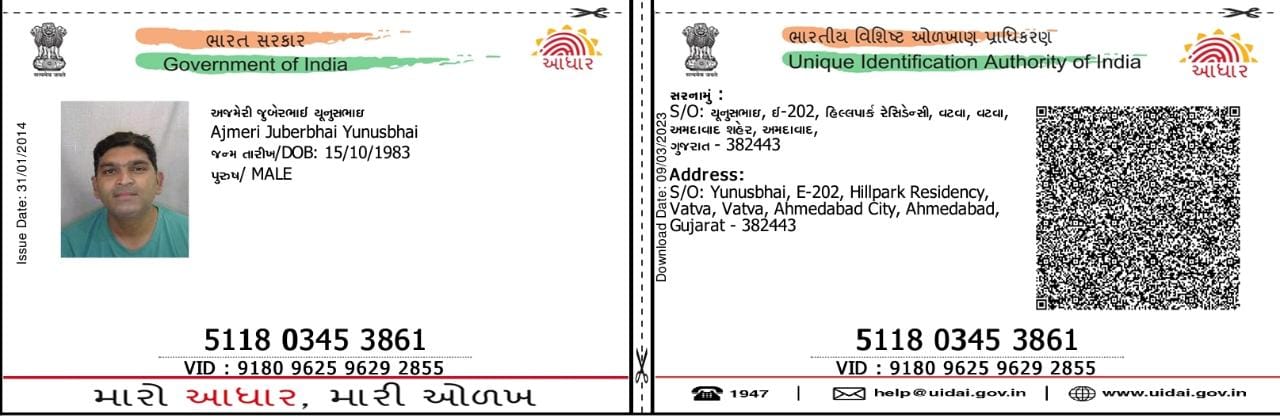 ભારત સરકાર
Government of India
આધાર
Issue Date: 31/01/2014
અજમેરી જુબેરભાઈ યૂનુસભાઇ
Ajmeri Juberbhai Yunusbhai
જન્મ તારીખ/DOB: 15/10/1983
પુરુષ/ MALE
5118 0345 3861
VID : 9180 9625 9629 2855
મારો આધાર, મારી ઓળખ
ભારતીય વિશિષ્ટ ઓળખાણ પ્રાધિકરણ
Unique Identification Authority of India
આધાર
Download Date: 09/03/2023
સરનામું :
S/O: યૂનુસભાઇ, ઈ-202, હિલ્લપાર્ક રેસિડેન્સી, વટવા, વટવા,
અમદાવાદ શહેર, અમદાવાદ,
ગુજરાત - 382443
Address:
S/O: Yunusbhai, E-202, Hillpark Residency,
Vatva, Vatva, Ahmedabad City, Ahmedabad,
Gujarat - 382443
5118 0345 3861
VID : 9180 9625 9629 2855
1947 | help@uidai.gov.in | www.uidai.gov.in